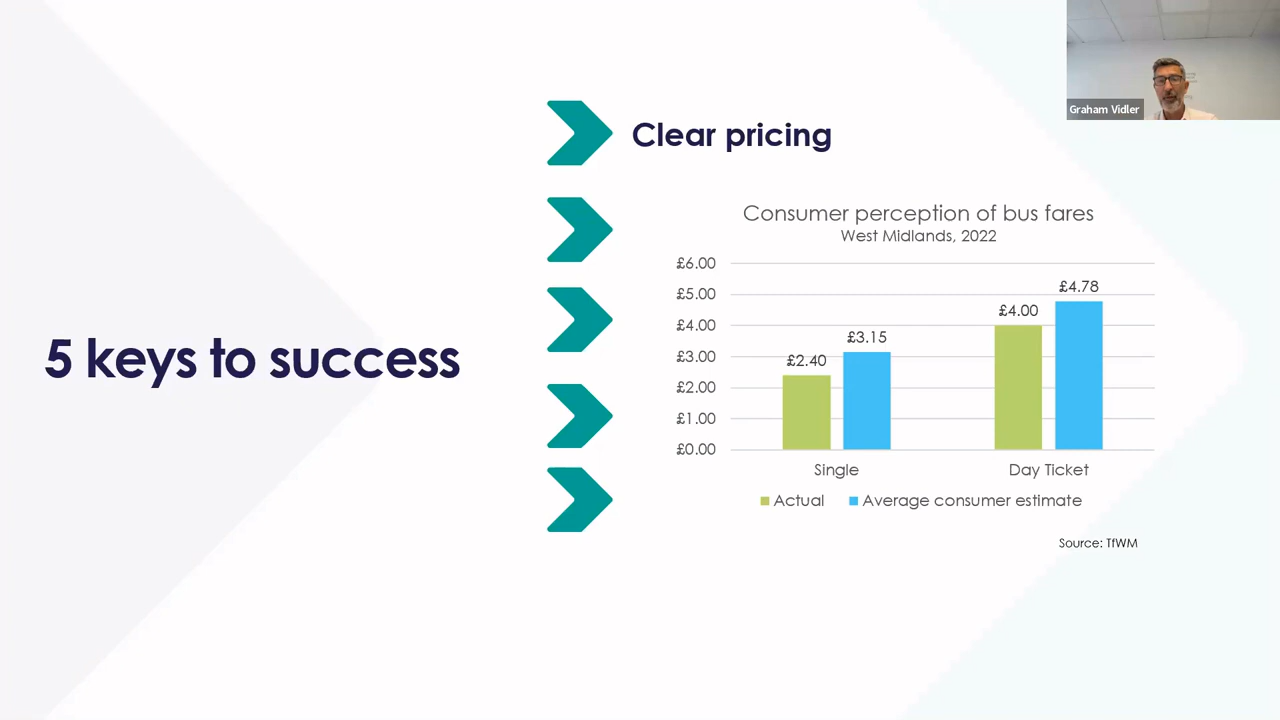 Graham Vidler
Clear pricing
5 keys to success
Consumer perception of bus fares
West Midlands, 2022
£6.00
£5.00
£4.00
£3.00
£2.00
£1.00
£0.00
£2.40
£3.15
£4.00
£4.78
Single
Day Ticket
Actual
Average consumer estimate
Source: TfWM